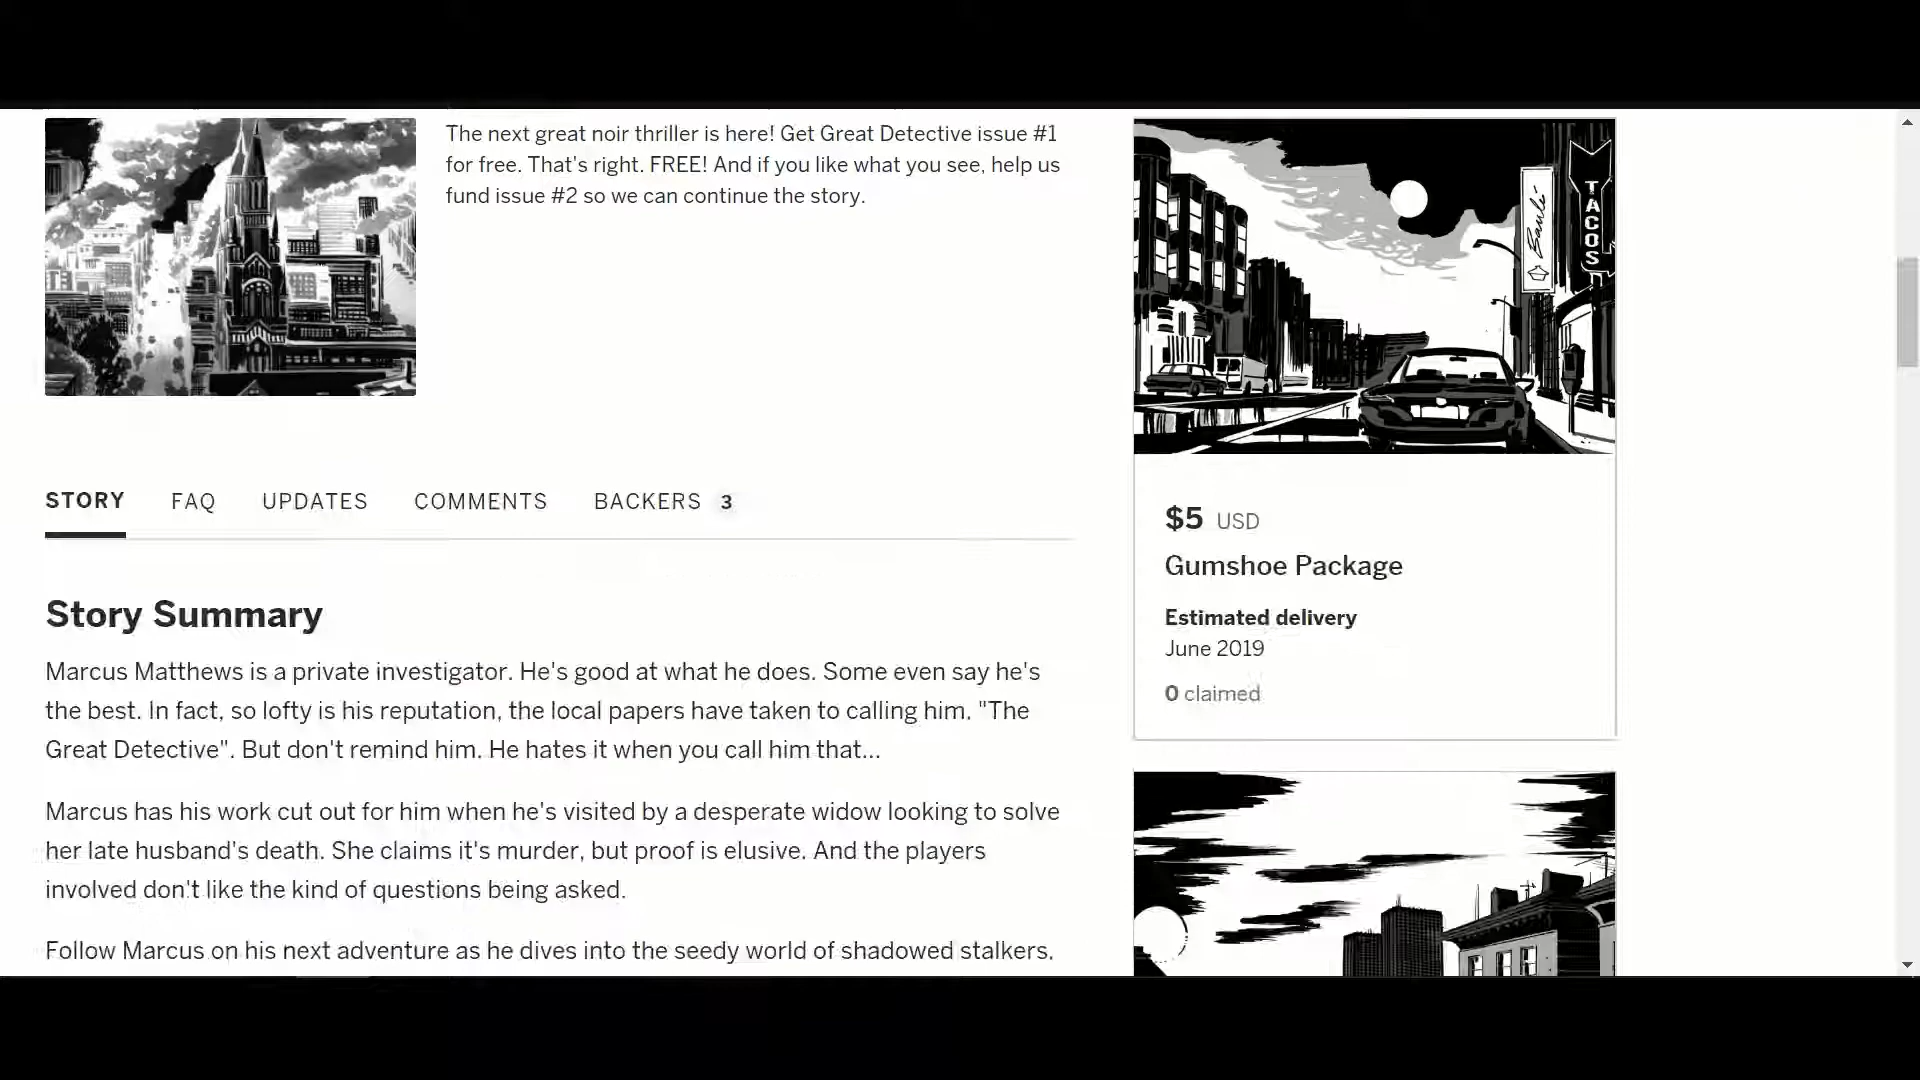 The next great noir thriller is here! Get Great Detective issue #1
for free. That's right. FREE! And if you like what you see, help us
fund issue #2 so we can continue the story.
STORY FAQ UPDATES COMMENTS BACKERS 3
Story Summary
Marcus Matthews is a private investigator. He's good at what he does. Some even say he's
the best. In fact, so lofty is his reputation, the local papers have taken to calling him. "The
Great Detective". But don't remind him. He hates it when you call him that...
Marcus has his work cut out for him when he's visited by a desperate widow looking to solve
her late husband's death. She claims it's murder, but proof is elusive. And the players
involved don't like the kind of questions being asked.
Follow Marcus on his next adventure as he dives into the seedy world of shadowed stalkers,
TACOS
$5 USD
Gumshoe Package
Estimated delivery
June 2019
0 claimed